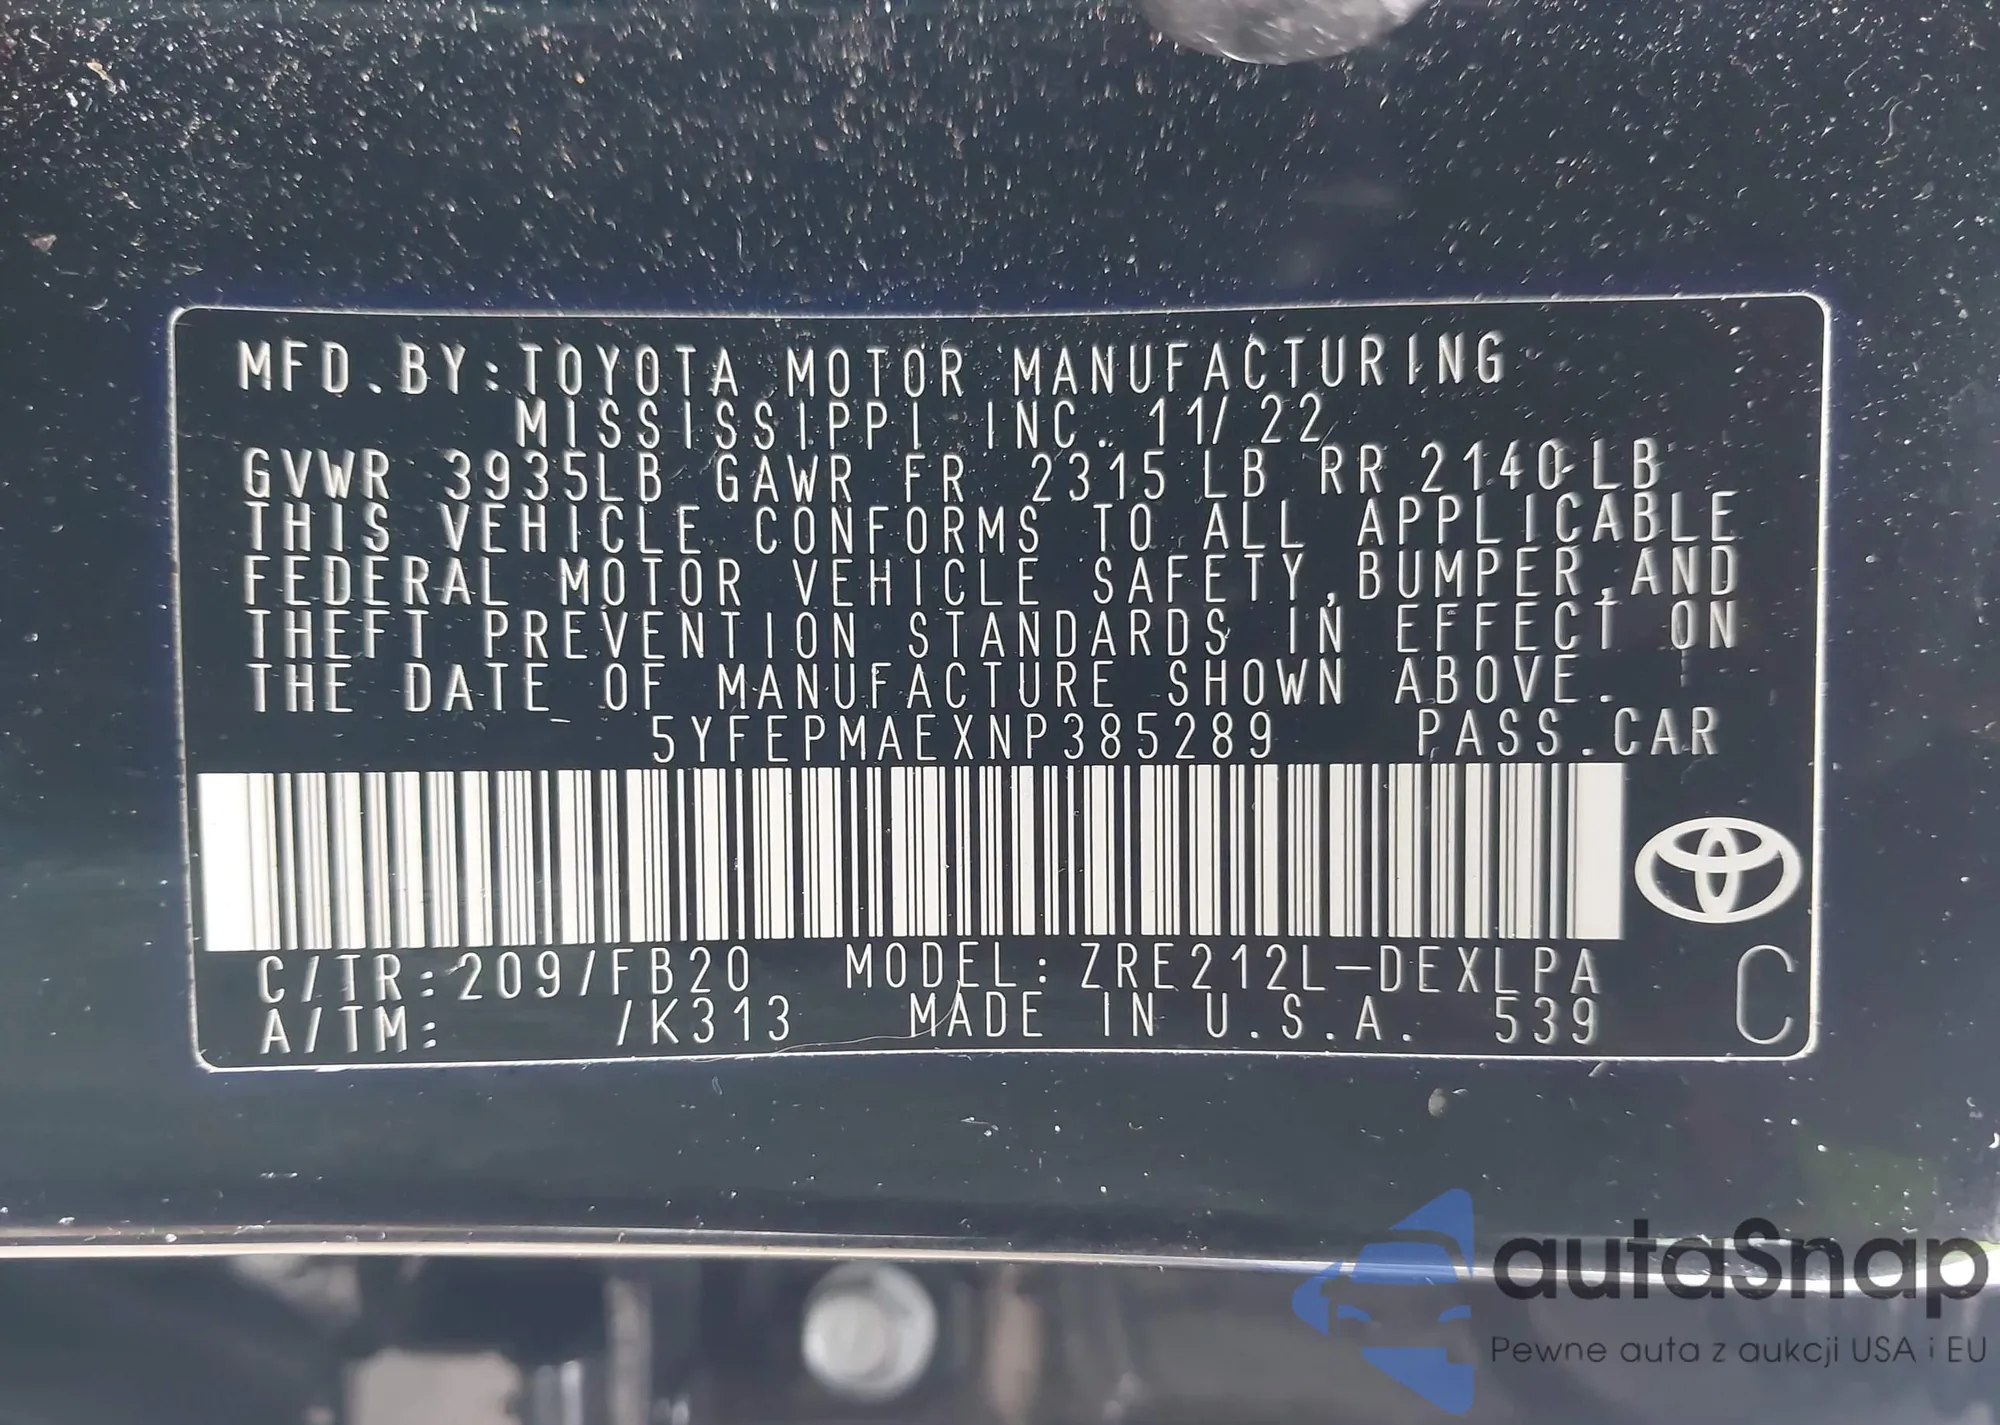 MFD.BY:TOYOTA MOTOR MANUFACTURING
MISSISSIPPI INC. 11/22
GVWR 3935LB GAWR FR 2315 LB RR 2140 LB
THIS VEHICLE CONFORMS TO ALL APPLICABLE
FEDERAL MOTOR VEHICLE SAFETY,BUMPER,AND
THEFT PREVENTION STANDARDS IN EFFECT ON
THE DATE OF MANUFACTURE SHOWN ABOVE.
5YFEPMAEXNP385289 PASS.CAR
C/TR:209/FB20 MODEL:ZRE212L-DEXLPA
A/TM: /K313 MADE IN U.S.A. 539 C
autaSnap
Pewne auta z aukcji USA i EU